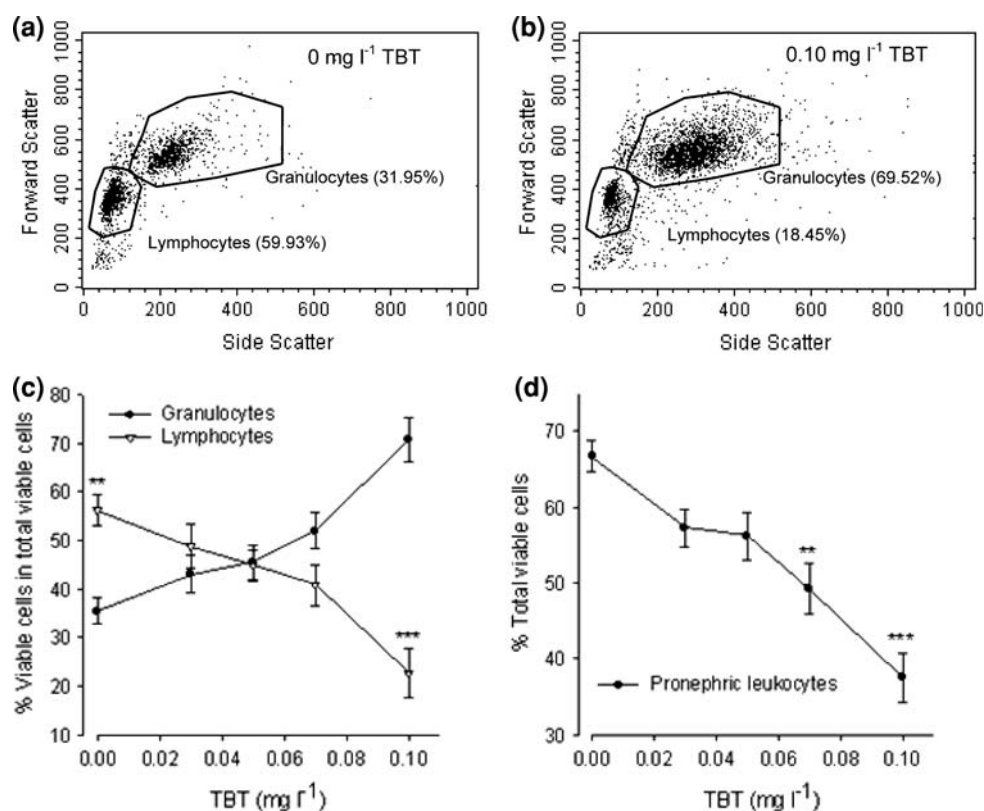 (a)
0 mg l⁻¹ TBT
Forward Scatter
1000
800
600
400
200
0
Granulocytes (31.95%)
Lymphocytes (59.93%)
0 200 400 600 800 1000
Side Scatter
(b)
0.10 mg l⁻¹ TBT
Forward Scatter
1000
800
600
400
200
0
Granulocytes (69.52%)
Lymphocytes (18.45%)
0 200 400 600 800 1000
Side Scatter
(c)
% Viable cells in total viable cells
80
70
60
50
40
30
20
10
Granulocytes
Lymphocytes
**
***
0.00 0.02 0.04 0.06 0.08 0.10
TBT (mg l¹)
(d)
% Total viable cells
70
60
50
40
30
**
***
Pronephric leukocytes
0.00 0.02 0.04 0.06 0.08 0.10
TBT (mg l⁻¹)